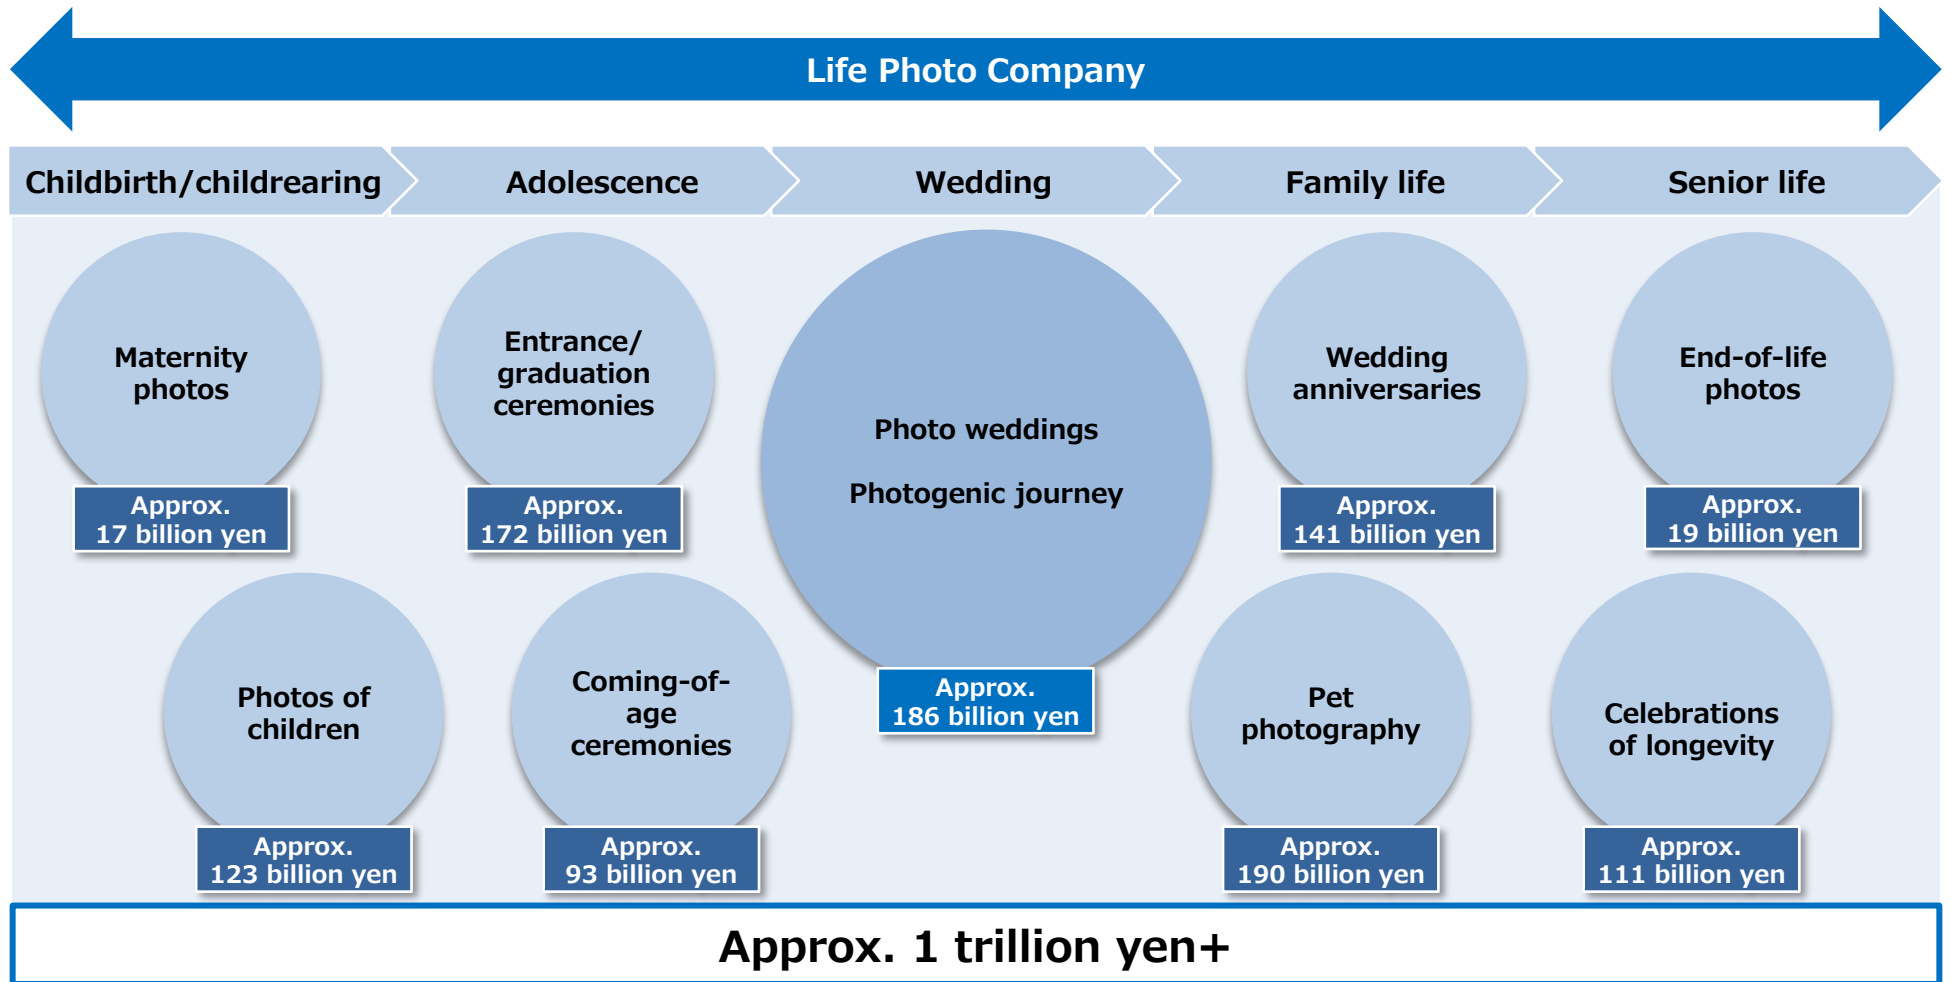 Life Photo Company
Childbirth/childrearing
Adolescence
Wedding
Family life
Senior life
Maternity
photos
Approx.
17 billion yen
Entrance/
graduation
ceremonies
Approx.
172 billion yen
Photo weddings
Photogenic journey
Approx.
186 billion yen
Wedding
anniversaries
Approx.
141 billion yen
End-of-life
photos
Approx.
19 billion yen
Photos of
children
Approx.
123 billion yen
Coming-of-
age
ceremonies
Approx.
93 billion yen
Pet
photography
Approx.
190 billion yen
Celebrations
of longevity
Approx.
111 billion yen
Approx. 1 trillion yen+